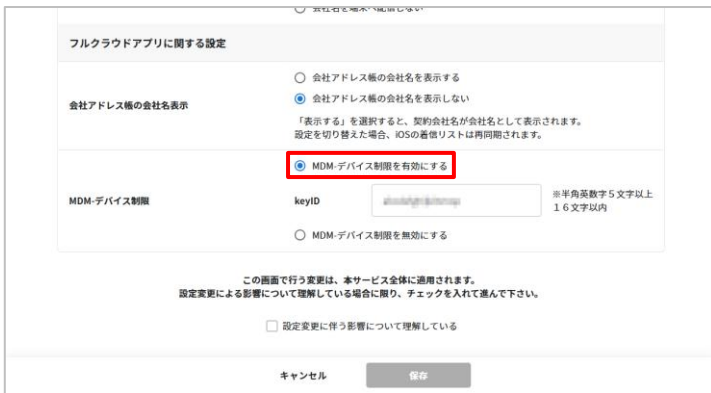 会社名を端末へ配信しない
フルクラウドアプリに関する設定
会社アドレス帳の会社名表示
会社アドレス帳の会社名を表示する
会社アドレス帳の会社名を表示しない
「表示する」を選択すると、契約会社名が会社名として表示されます。
設定を切り替えた場合、iOSの着信リストは再同期されます。
MDM-デバイス制限
MDM-デバイス制限を有効にする
keyID
※半角英数字５文字以上
１６文字以内
MDM-デバイス制限を無効にする
この画面で行う変更は、本サービス全体に適用されます。
設定変更による影響について理解している場合に限り、チェックを入れて進んで下さい。
設定変更に伴う影響について理解している
キャンセル
保存